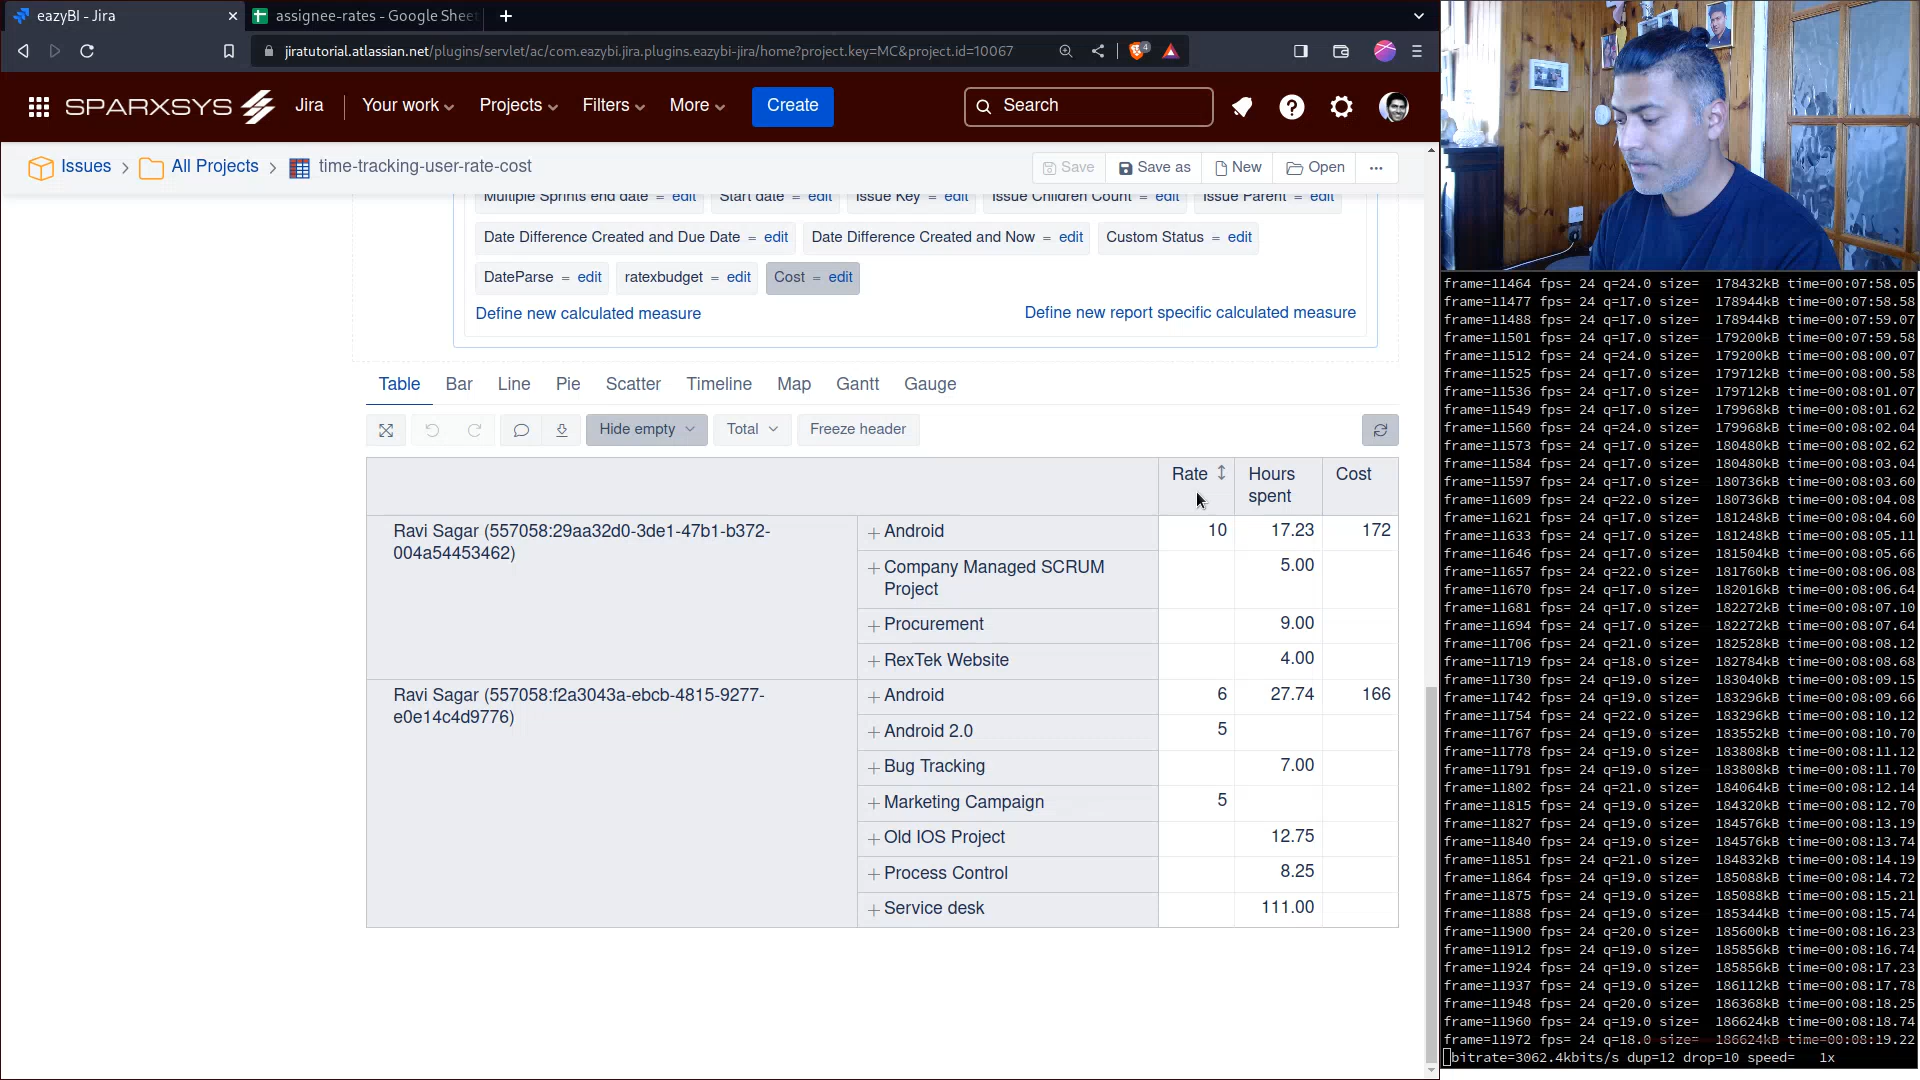 eazyBI - Jira
assignee-rates - Google Shee
jiratutorial.atlassian.net/plugins/servlet/ac/com.eazybi.jira.plugins.eazybi-jira/home?project.key=MC&project.id=10067
4
SPARXSYS Jira Your work Projects Filters More Create Search
Issues All Projects time-tracking-user-rate-cost Save Save as New Open ...
Multiple Sprints end date = edit Start date = edit Issue Key = edit Issue Children Count = edit Issue Parent = edit
Date Difference Created and Due Date = edit Date Difference Created and Now = edit Custom Status = edit
DateParse = edit ratexbudget = edit Cost = edit
Define new calculated measure Define new report specific calculated measure
Table Bar Line Pie Scatter Timeline Map Gantt Gauge
Hide empty Total Freeze header
Rate Hours spent Cost
Ravi Sagar (557058:29aa32d0-3de1-47b1-b372-
004a54453462)
+ Android 10 17.23 172
+ Company Managed SCRUM
Project 5.00
+ Procurement 9.00
+ RexTek Website 4.00
Ravi Sagar (557058:f2a3043a-ebcb-4815-9277-
e0e14c4d9776)
+ Android 6 27.74 166
+ Android 2.0 5
+ Bug Tracking 7.00
+ Marketing Campaign 5
+ Old IOS Project 12.75
+ Process Control 8.25
+ Service desk 111.00
frame=11464 fps= 24 q=24.0 size= 178432kB time=00:07:58.05
frame=11477 fps= 24 q=17.0 size= 178944kB time=00:07:58.58
frame=11488 fps= 24 q=17.0 size= 178944kB time=00:07:59.07
frame=11501 fps= 24 q=17.0 size= 179200kB time=00:07:59.58
frame=11512 fps= 24 q=24.0 size= 179200kB time=00:08:00.07
frame=11525 fps= 24 q=17.0 size= 179712kB time=00:08:00.58
frame=11536 fps= 24 q=17.0 size= 179712kB time=00:08:01.07
frame=11549 fps= 24 q=17.0 size= 179968kB time=00:08:01.62
frame=11560 fps= 24 q=24.0 size= 179968kB time=00:08:02.04
frame=11573 fps= 24 q=17.0 size= 180480kB time=00:08:02.62
frame=11584 fps= 24 q=17.0 size= 180480kB time=00:08:03.04
frame=11597 fps= 24 q=17.0 size= 180736kB time=00:08:03.60
frame=11609 fps= 24 q=22.0 size= 180736kB time=00:08:04.08
frame=11621 fps= 24 q=17.0 size= 181248kB time=00:08:04.60
frame=11633 fps= 24 q=17.0 size= 181248kB time=00:08:05.11
frame=11646 fps= 24 q=17.0 size= 181504kB time=00:08:05.66
frame=11657 fps= 24 q=22.0 size= 181760kB time=00:08:06.08
frame=11670 fps= 24 q=17.0 size= 182016kB time=00:08:06.64
frame=11681 fps= 24 q=17.0 size= 182272kB time=00:08:07.10
frame=11694 fps= 24 q=17.0 size= 182272kB time=00:08:07.64
frame=11706 fps= 24 q=21.0 size= 182528kB time=00:08:08.12
frame=11719 fps= 24 q=18.0 size= 182784kB time=00:08:08.68
frame=11730 fps= 24 q=19.0 size= 183040kB time=00:08:09.15
frame=11742 fps= 24 q=19.0 size= 183296kB time=00:08:09.66
frame=11754 fps= 24 q=22.0 size= 183296kB time=00:08:10.12
frame=11767 fps= 24 q=19.0 size= 183552kB time=00:08:10.70
frame=11778 fps= 24 q=19.0 size= 183808kB time=00:08:11.12
frame=11791 fps= 24 q=19.0 size= 183808kB time=00:08:11.70
frame=11802 fps= 24 q=21.0 size= 184064kB time=00:08:12.14
frame=11815 fps= 24 q=19.0 size= 184320kB time=00:08:12.70
frame=11827 fps= 24 q=19.0 size= 184576kB time=00:08:13.19
frame=11840 fps= 24 q=19.0 size= 184576kB time=00:08:13.74
frame=11851 fps= 24 q=21.0 size= 184832kB time=00:08:14.19
frame=11864 fps= 24 q=19.0 size= 185088kB time=00:08:14.72
frame=11875 fps= 24 q=19.0 size= 185088kB time=00:08:15.21
frame=11888 fps= 24 q=19.0 size= 185344kB time=00:08:15.74
frame=11900 fps= 24 q=20.0 size= 185600kB time=00:08:16.23
frame=11912 fps= 24 q=19.0 size= 185856kB time=00:08:16.74
frame=11924 fps= 24 q=19.0 size= 185856kB time=00:08:17.23
frame=11937 fps= 24 q=19.0 size= 186112kB time=00:08:17.78
frame=11948 fps= 24 q=20.0 size= 186368kB time=00:08:18.25
frame=11960 fps= 24 q=19.0 size= 186624kB time=00:08:18.74
frame=11972 fps= 24 q=18.0 size= 186624kB time=00:08:19.22
bitrate=3062.4kbits/s dup=12 drop=10 speed= 1x